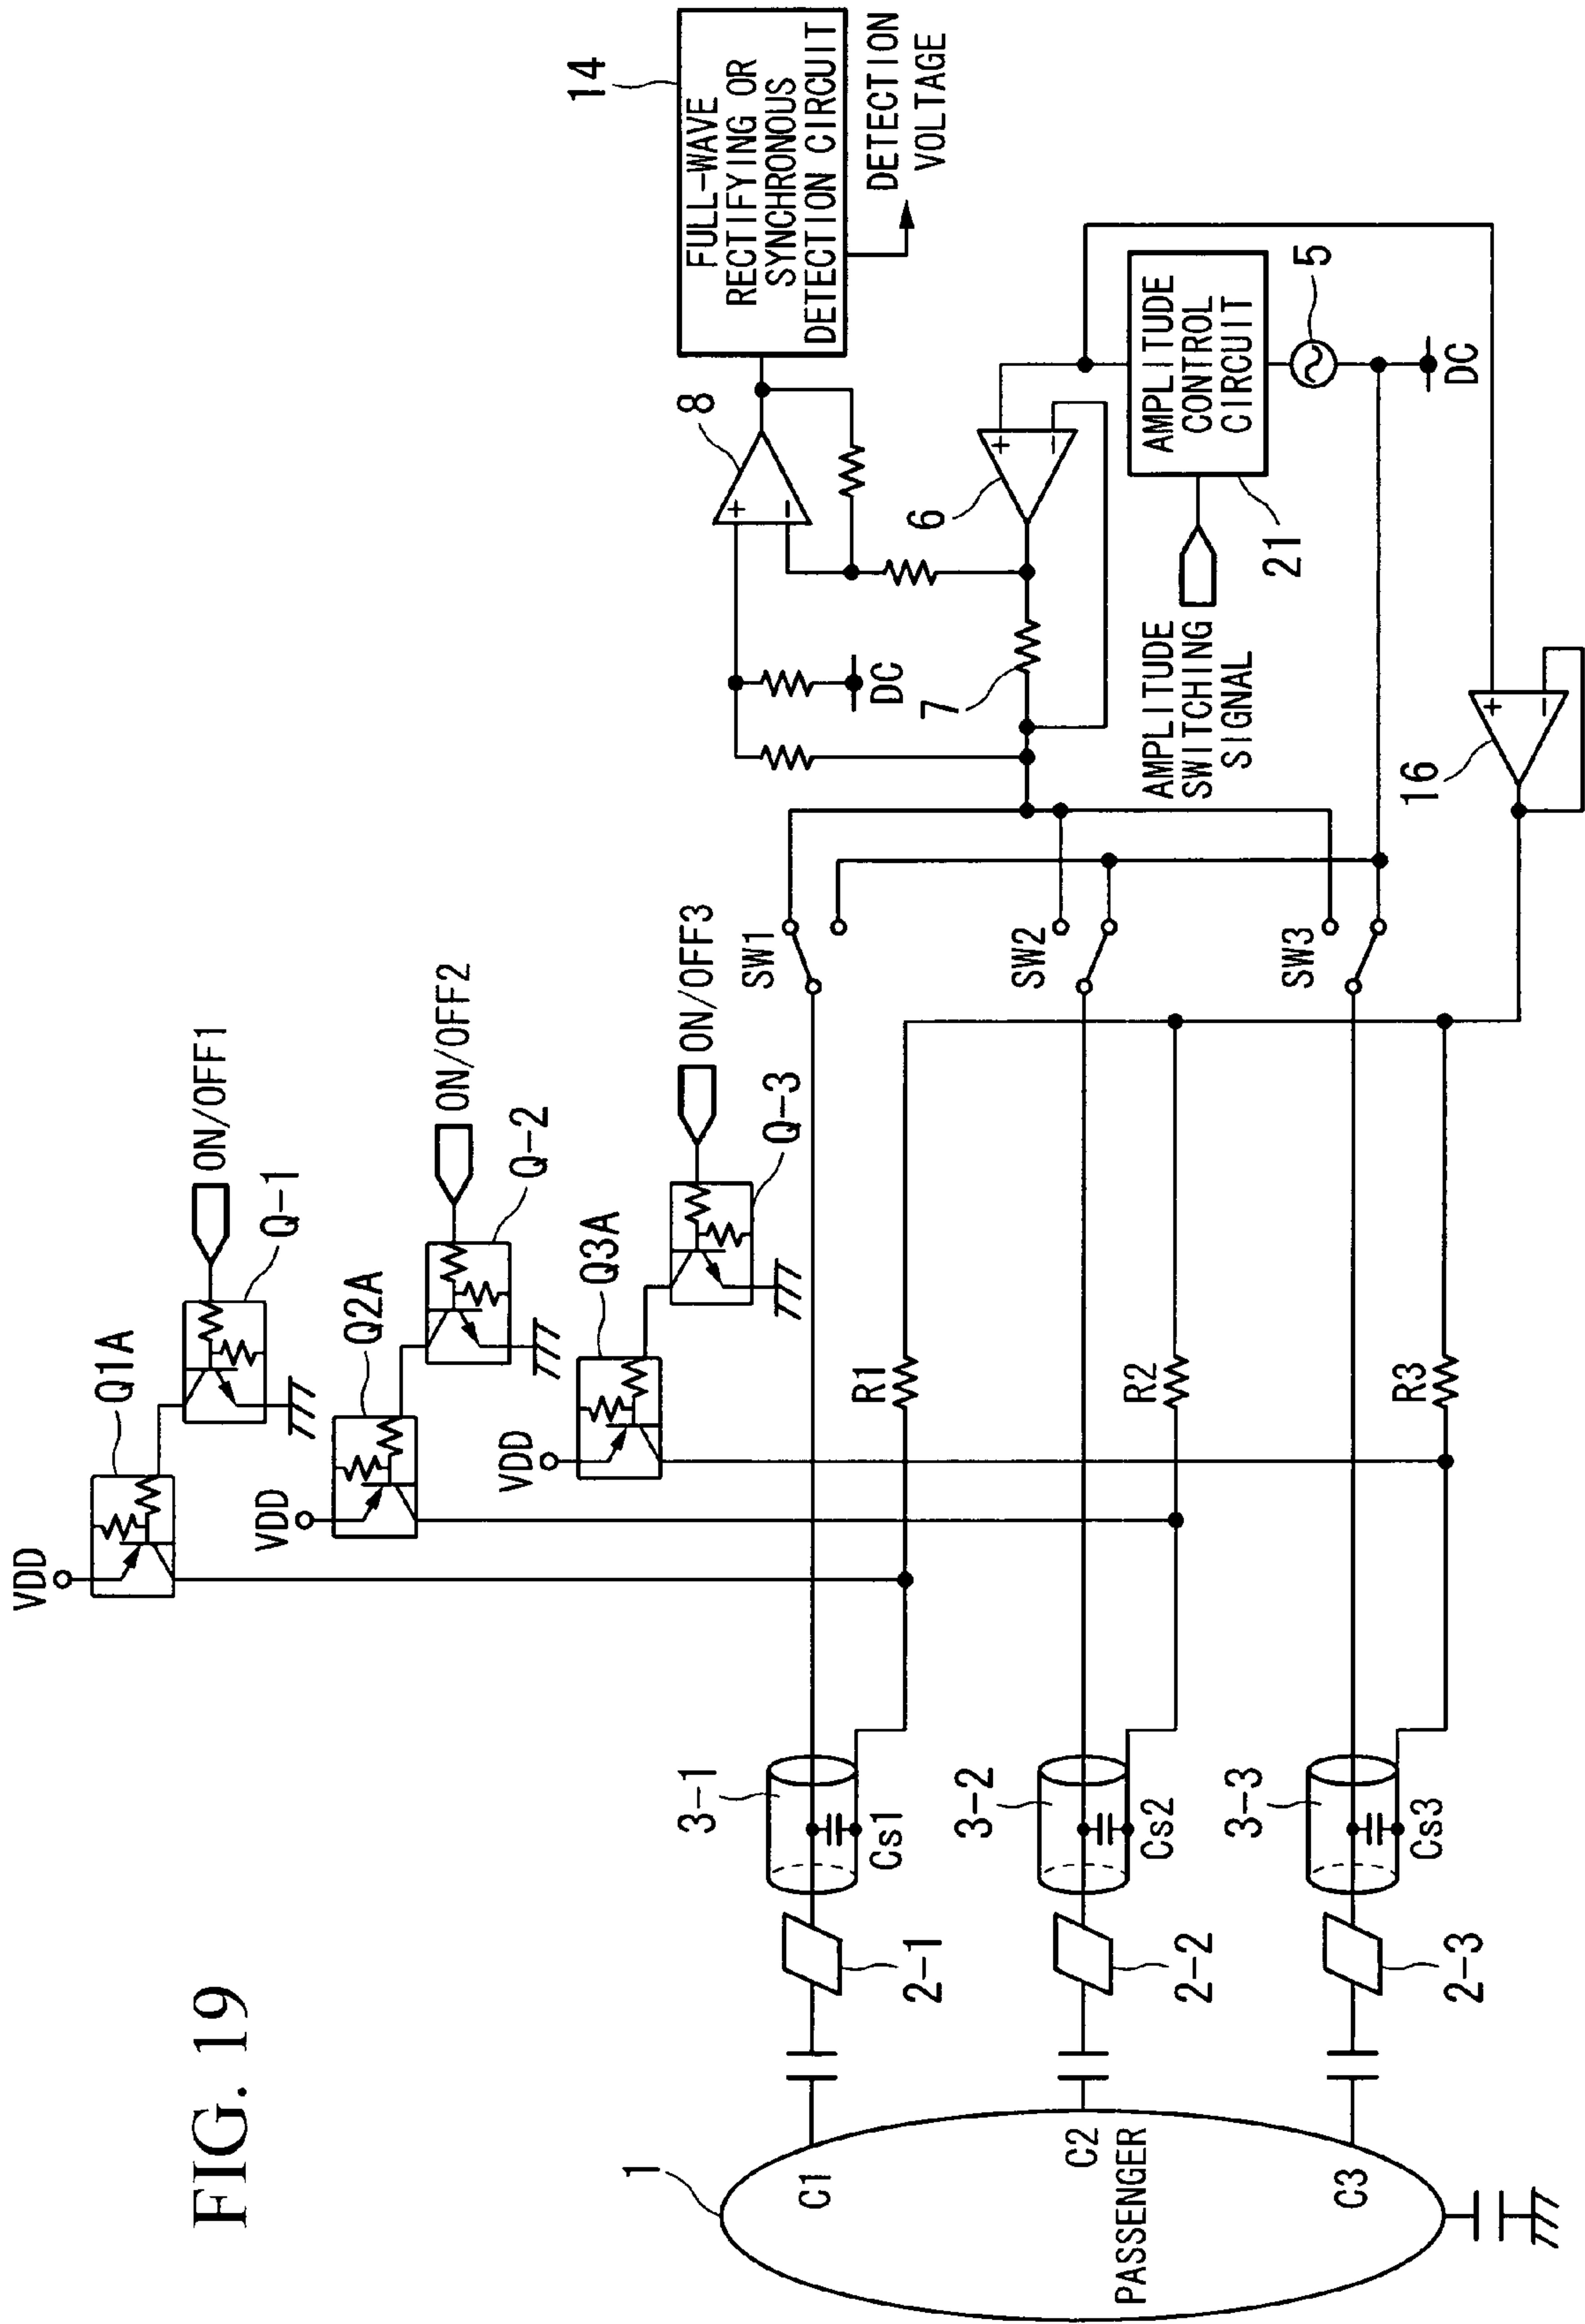 FIG. 19
VDD
Q1A
Q-1
ON/OFF1
VDD
Q2A
Q-2
ON/OFF2
VDD
Q3A
Q-3
ON/OFF3
1
C1
C2
PASSENGER
C3
2-1
2-2
2-3
3-1
Cs1
3-2
Cs2
3-3
Cs3
R1
R2
R3
SW1
SW2
SW3
DC
7
6
+
-
8
+
-
14
FULL-WAVE
RECTIFYING OR
SYNCHRONOUS
DETECTION CIRCUIT
DETECTION
VOLTAGE
AMPLITUDE
SWITCHING
SIGNAL
21
AMPLITUDE
CONTROL
CIRCUIT
5
DC
16
+
-